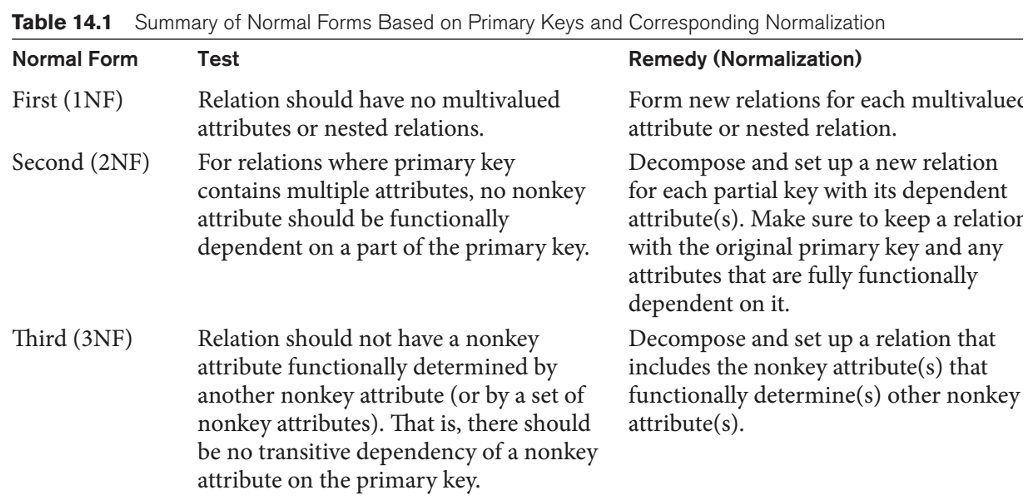 Table 14.1 Summary of Normal Forms Based on Primary Keys and Corresponding Normalization
Normal Form Test Remedy (Normalization)
First (1NF) Relation should have no multivalued Form new relations for each multivalued
attributes or nested relations. attribute or nested relation.
Second (2NF) For relations where primary key Decompose and set up a new relation
contains multiple attributes, no nonkey for each partial key with its dependent
attribute should be functionally attribute(s). Make sure to keep a relation
dependent on a part of the primary key. with the original primary key and any
attributes that are fully functionally
dependent on it.
Third (3NF) Relation should not have a nonkey Decompose and set up a relation that
attribute functionally determined by includes the nonkey attribute(s) that
another nonkey attribute (or by a set of functionally determine(s) other nonkey
nonkey attributes). That is, there should attribute(s).
be no transitive dependency of a nonkey
attribute on the primary key.